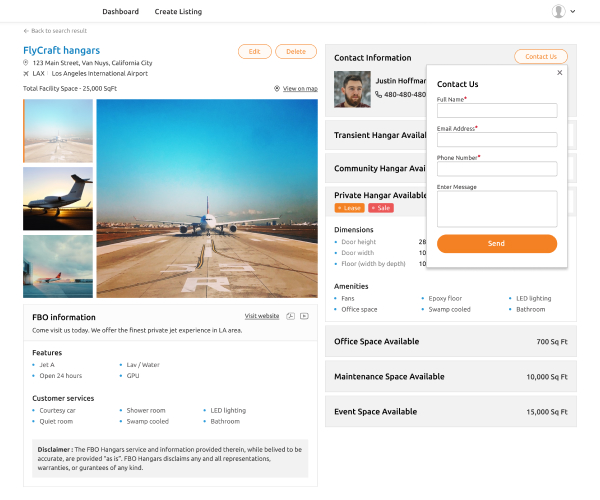 Dashboard
Create Listing
Back to search result
FlyCraft hangars
Edit
Delete
123 Main Street, Van Nuys, California City
LAX | Los Angeles International Airport
Total Facility Space - 25,000 SqFt
View on map
FBO information
Visit website
Come visit us today. We offer the finest private jet experience in LA area.
Features
Jet A
Lav / Water
Open 24 hours
GPU
Customer services
Courtesy car
Shower room
LED lighting
Quiet room
Swamp cooled
Bathroom
Disclaimer : The FBO Hangars service and information provided therein, while belived to be
accurate, are provided "as is". FBO Hangars disclaims any and all representations,
warranties, or gurantees of any kind.
Contact Information
Contact Us
Justin Hoffmar
480-480-480
Transient Hangar Availal
Community Hangar Avai
Private Hangar Available
Lease
Sale
Dimensions
Door height 28
Door width 10
Floor (width by depth) 10
Amenities
Fans
Epoxy floor
LED lighting
Office space
Swamp cooled
Bathroom
Office Space Available 700 Sq Ft
Maintenance Space Available 10,000 Sq Ft
Event Space Available 15,000 Sq Ft
Contact Us
Full Name*
Email Address*
Phone Number*
Enter Message
Send